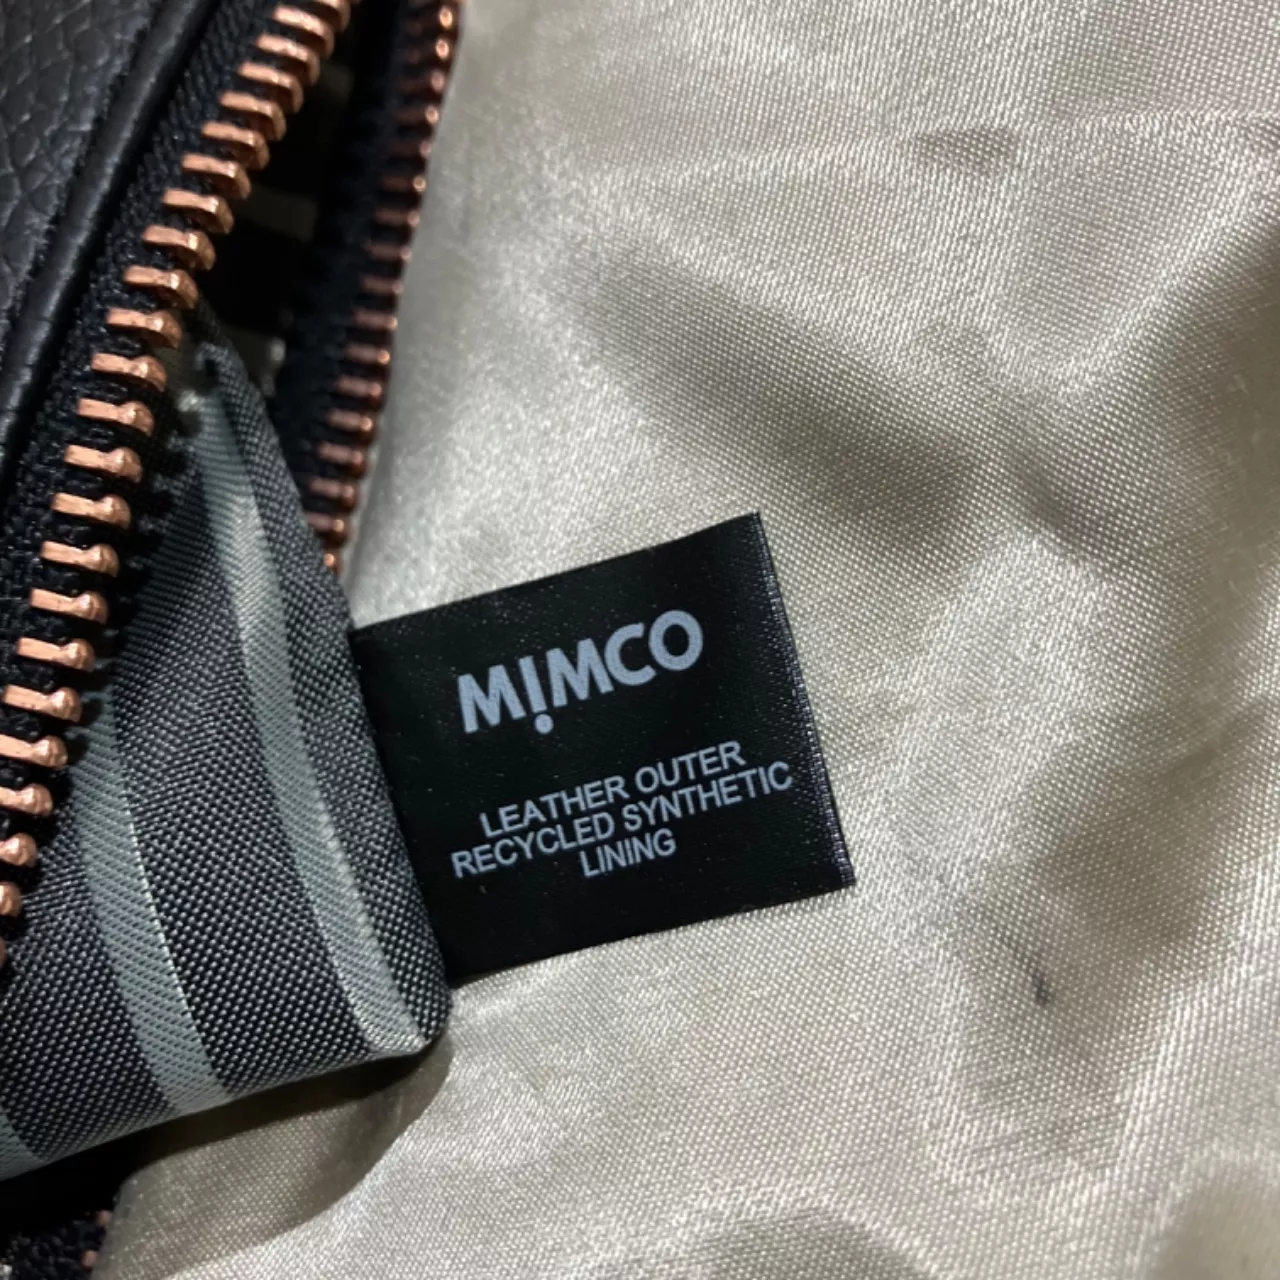 MIMCO
LEATHER OUTER
RECYCLED SYNTHETIC
LINING